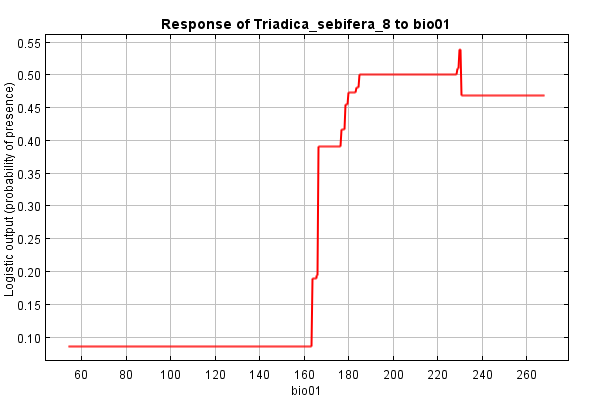 Response of Triadica_sebifera_8 to bio01
Logistic output (probability of presence)
0.55
0.50
0.45
0.40
0.35
0.30
0.25
0.20
0.15
0.10
60 80 100 120 140 160 180 200 220 240 260
bio01